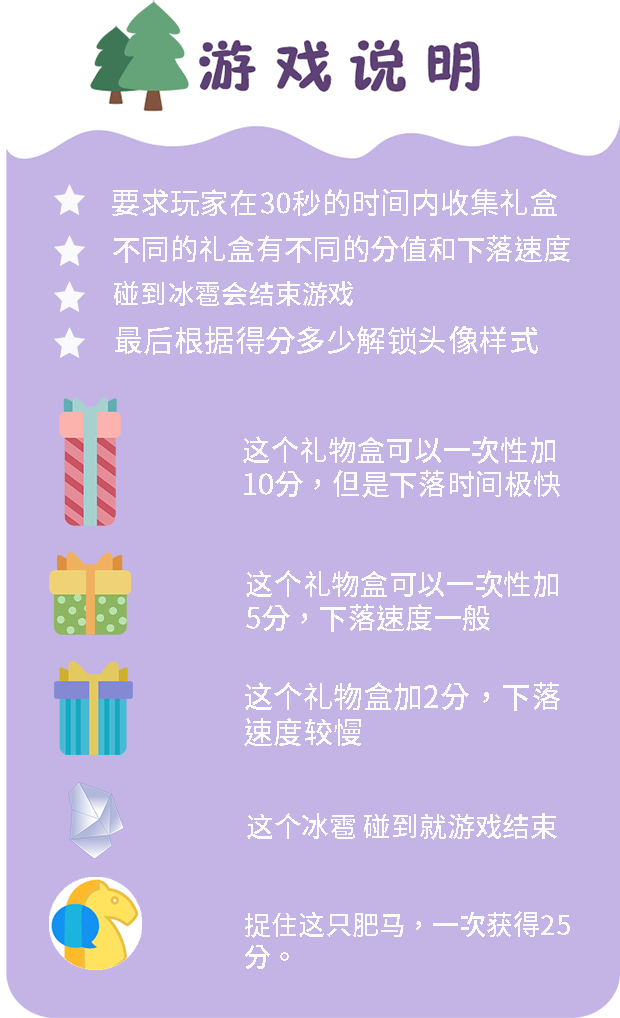 游戏说明
要求玩家在30秒的时间内收集礼盒
不同的礼盒有不同的分值和下落速度
碰到冰雹会结束游戏
最后根据得分多少解锁头像样式
这个礼物盒可以一次性加
10分，但是下落时间极快
这个礼物盒可以一次性加
5分，下落速度一般
这个礼物盒加2分，下落
速度较慢
这个冰雹 碰到就游戏结束
捉住这只肥马，一次获得25
分。